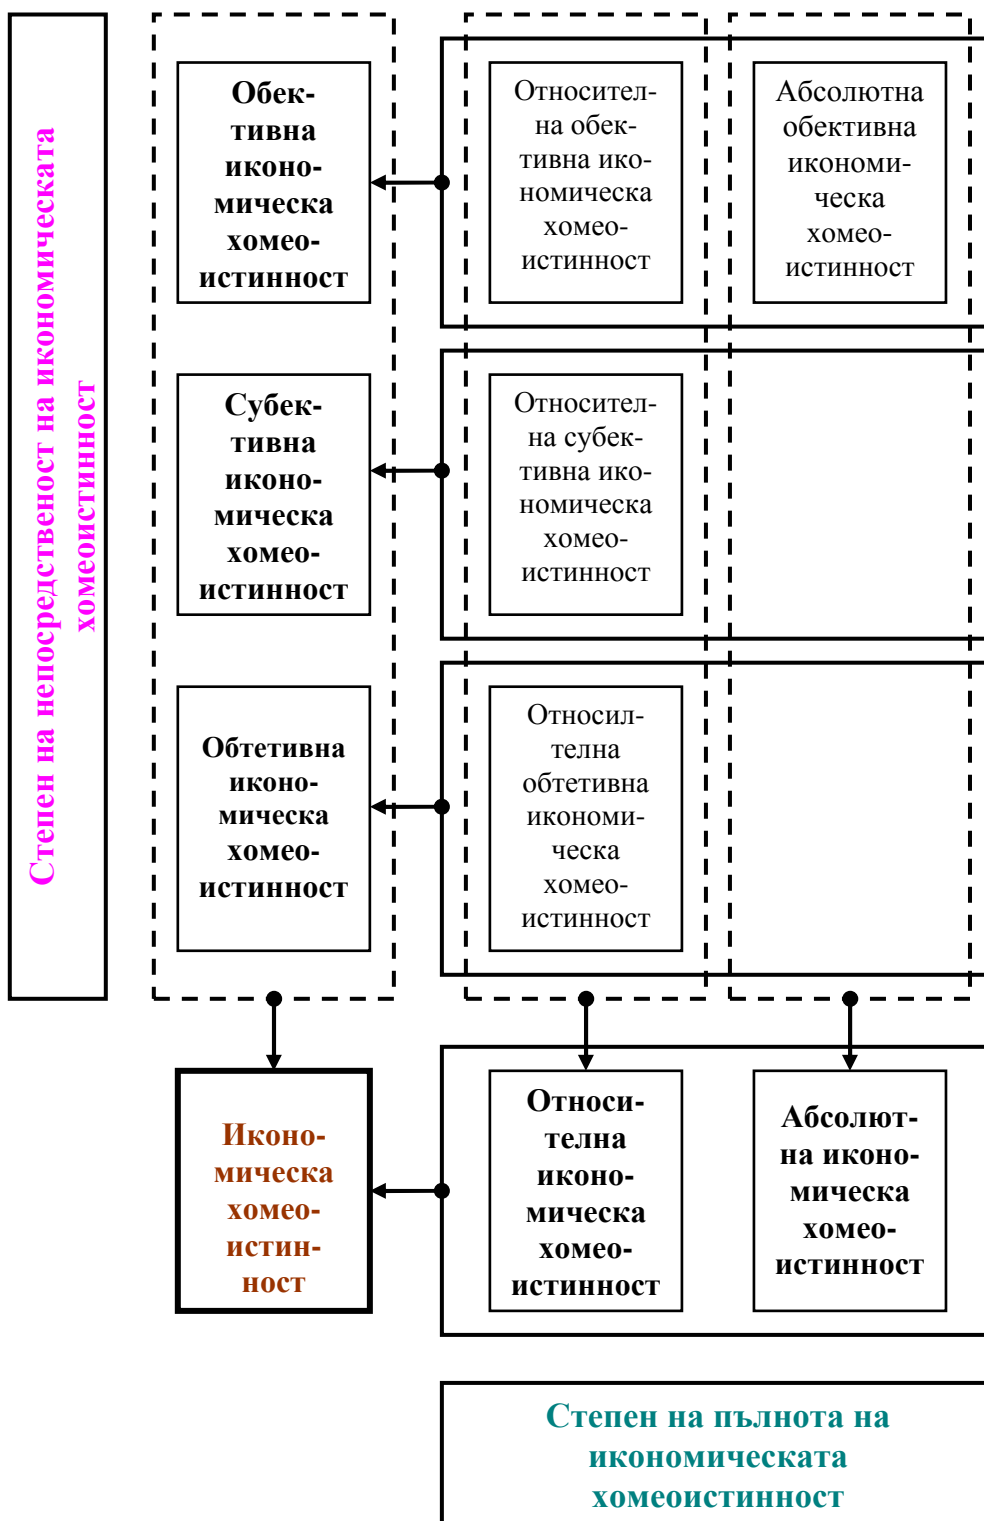 Степен на непосредственост на икономическата
хомеоистинност
Обек-
тивна
иконо-
мическа
хомео-
истинност
Относител-
на обек-
тивна ико-
номическа
хомео-
истинност
Абсолютна
обективна
икономи-
ческа
хомео-
истинност
Субек-
тивна
иконо-
мическа
хомео-
истинност
Относител-
на субек-
тивна ико-
номическа
хомео-
истинност
Обтетивна
иконо-
мическа
хомео-
истинност
Относил-
телна
обтетивна
икономи-
ческа
хомео-
истинност
Иконо-
мическа
хомео-
истин-
ност
Относи-
телна
иконо-
мическа
хомео-
истинност
Абсолют-
на иконо-
мическа
хомео-
истинност
Степен на пълнота на
икономическата
хомеоистинност